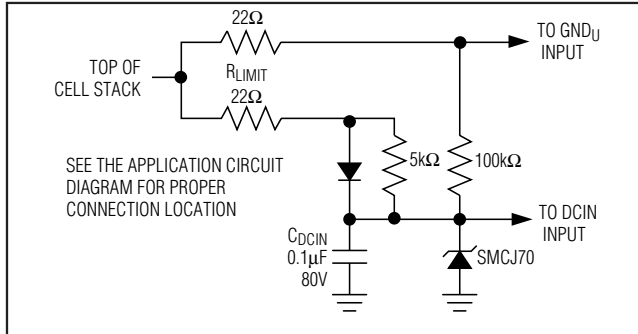 22Ω
TO GNDU
INPUT
TOP OF
CELL STACK
RLIMIT
22Ω
5kΩ
100kΩ
SEE THE APPLICATION CIRCUIT
DIAGRAM FOR PROPER
CONNECTION LOCATION
TO DCIN
INPUT
CDCIN
0.1µF
80V
SMCJ70